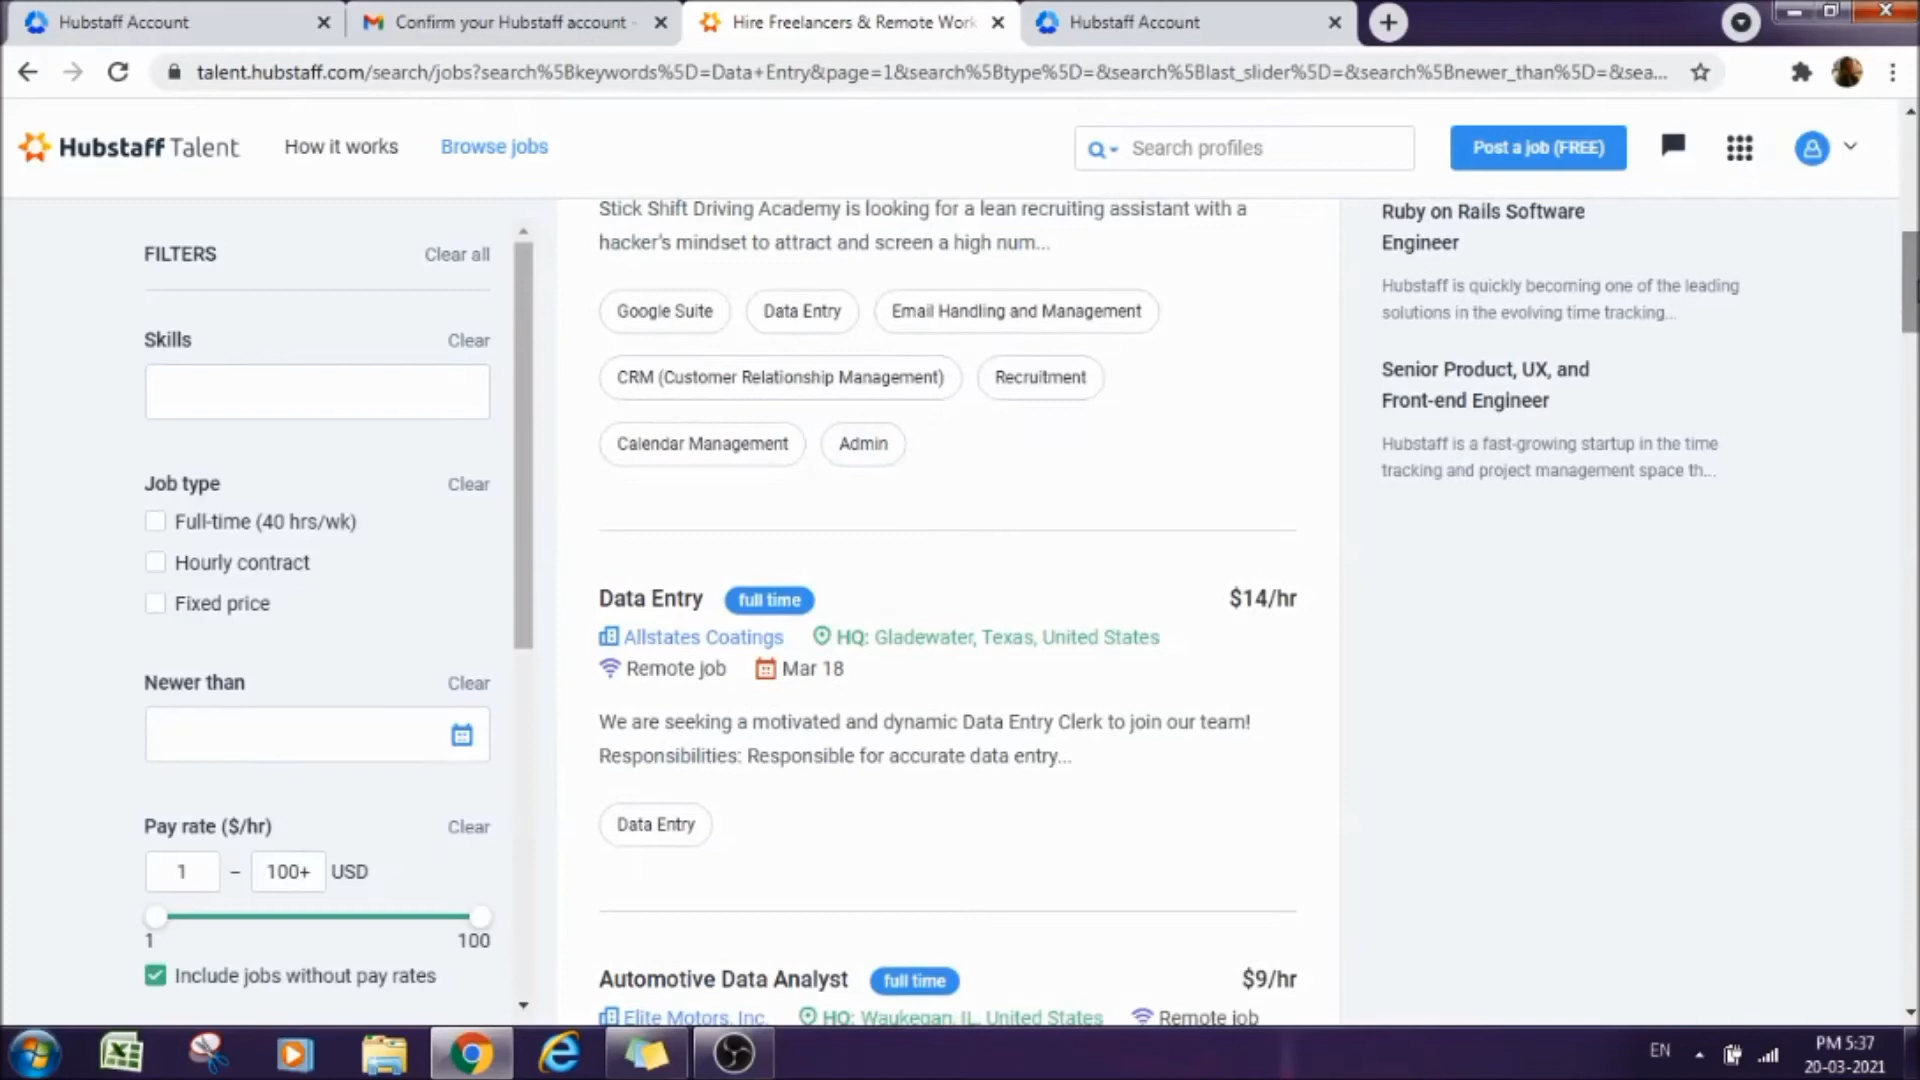 Hubstaff Account
Confirm your Hubstaff account -
Hire Freelancers & Remote Work
Hubstaff Account
talent.hubstaff.com/search/jobs?search%5Bkeywords%5D=Data+Entry&page=1&search%5Btype%5D=&search%5Blast_slider%5D=&search%5Bnewer_than%5D=&sea...
Hubstaff Talent
How it works
Browse jobs
Search profiles
Post a job (FREE)
FILTERS
Clear all
Skills
Clear
Job type
Clear
Full-time (40 hrs/wk)
Hourly contract
Fixed price
Newer than
Clear
Pay rate ($/hr)
Clear
1 – 100+ USD
1 100
Include jobs without pay rates
Stick Shift Driving Academy is looking for a lean recruiting assistant with a
hacker's mindset to attract and screen a high num...
Google Suite
Data Entry
Email Handling and Management
CRM (Customer Relationship Management)
Recruitment
Calendar Management
Admin
Data Entry full time $14/hr
Allstates Coatings HQ: Gladewater, Texas, United States
Remote job Mar 18
We are seeking a motivated and dynamic Data Entry Clerk to join our team!
Responsibilities: Responsible for accurate data entry...
Data Entry
Automotive Data Analyst full time $9/hr
Elite Motors, Inc. HQ: Waukegan, IL, United States Remote job
Ruby on Rails Software
Engineer
Hubstaff is quickly becoming one of the leading
solutions in the evolving time tracking...
Senior Product, UX, and
Front-end Engineer
Hubstaff is a fast-growing startup in the time
tracking and project management space th...
EN
PM 5:37
20-03-2021